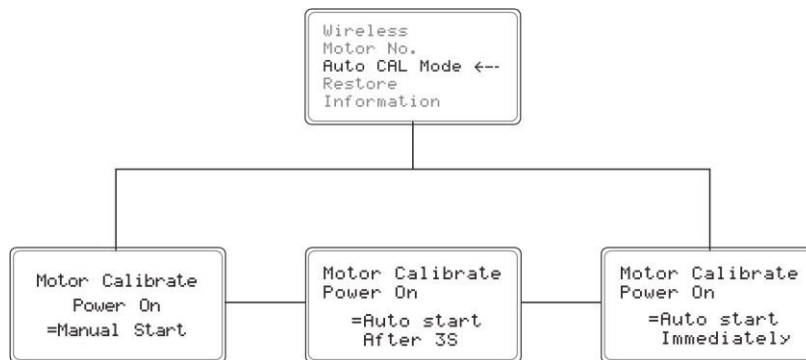 Wireless
Motor No.
Auto CAL Mode ←--
Restore
Information
Motor Calibrate
Power On
=Manual Start
Motor Calibrate
Power On
=Auto start
After 3S
Motor Calibrate
Power On
=Auto start
Immediately